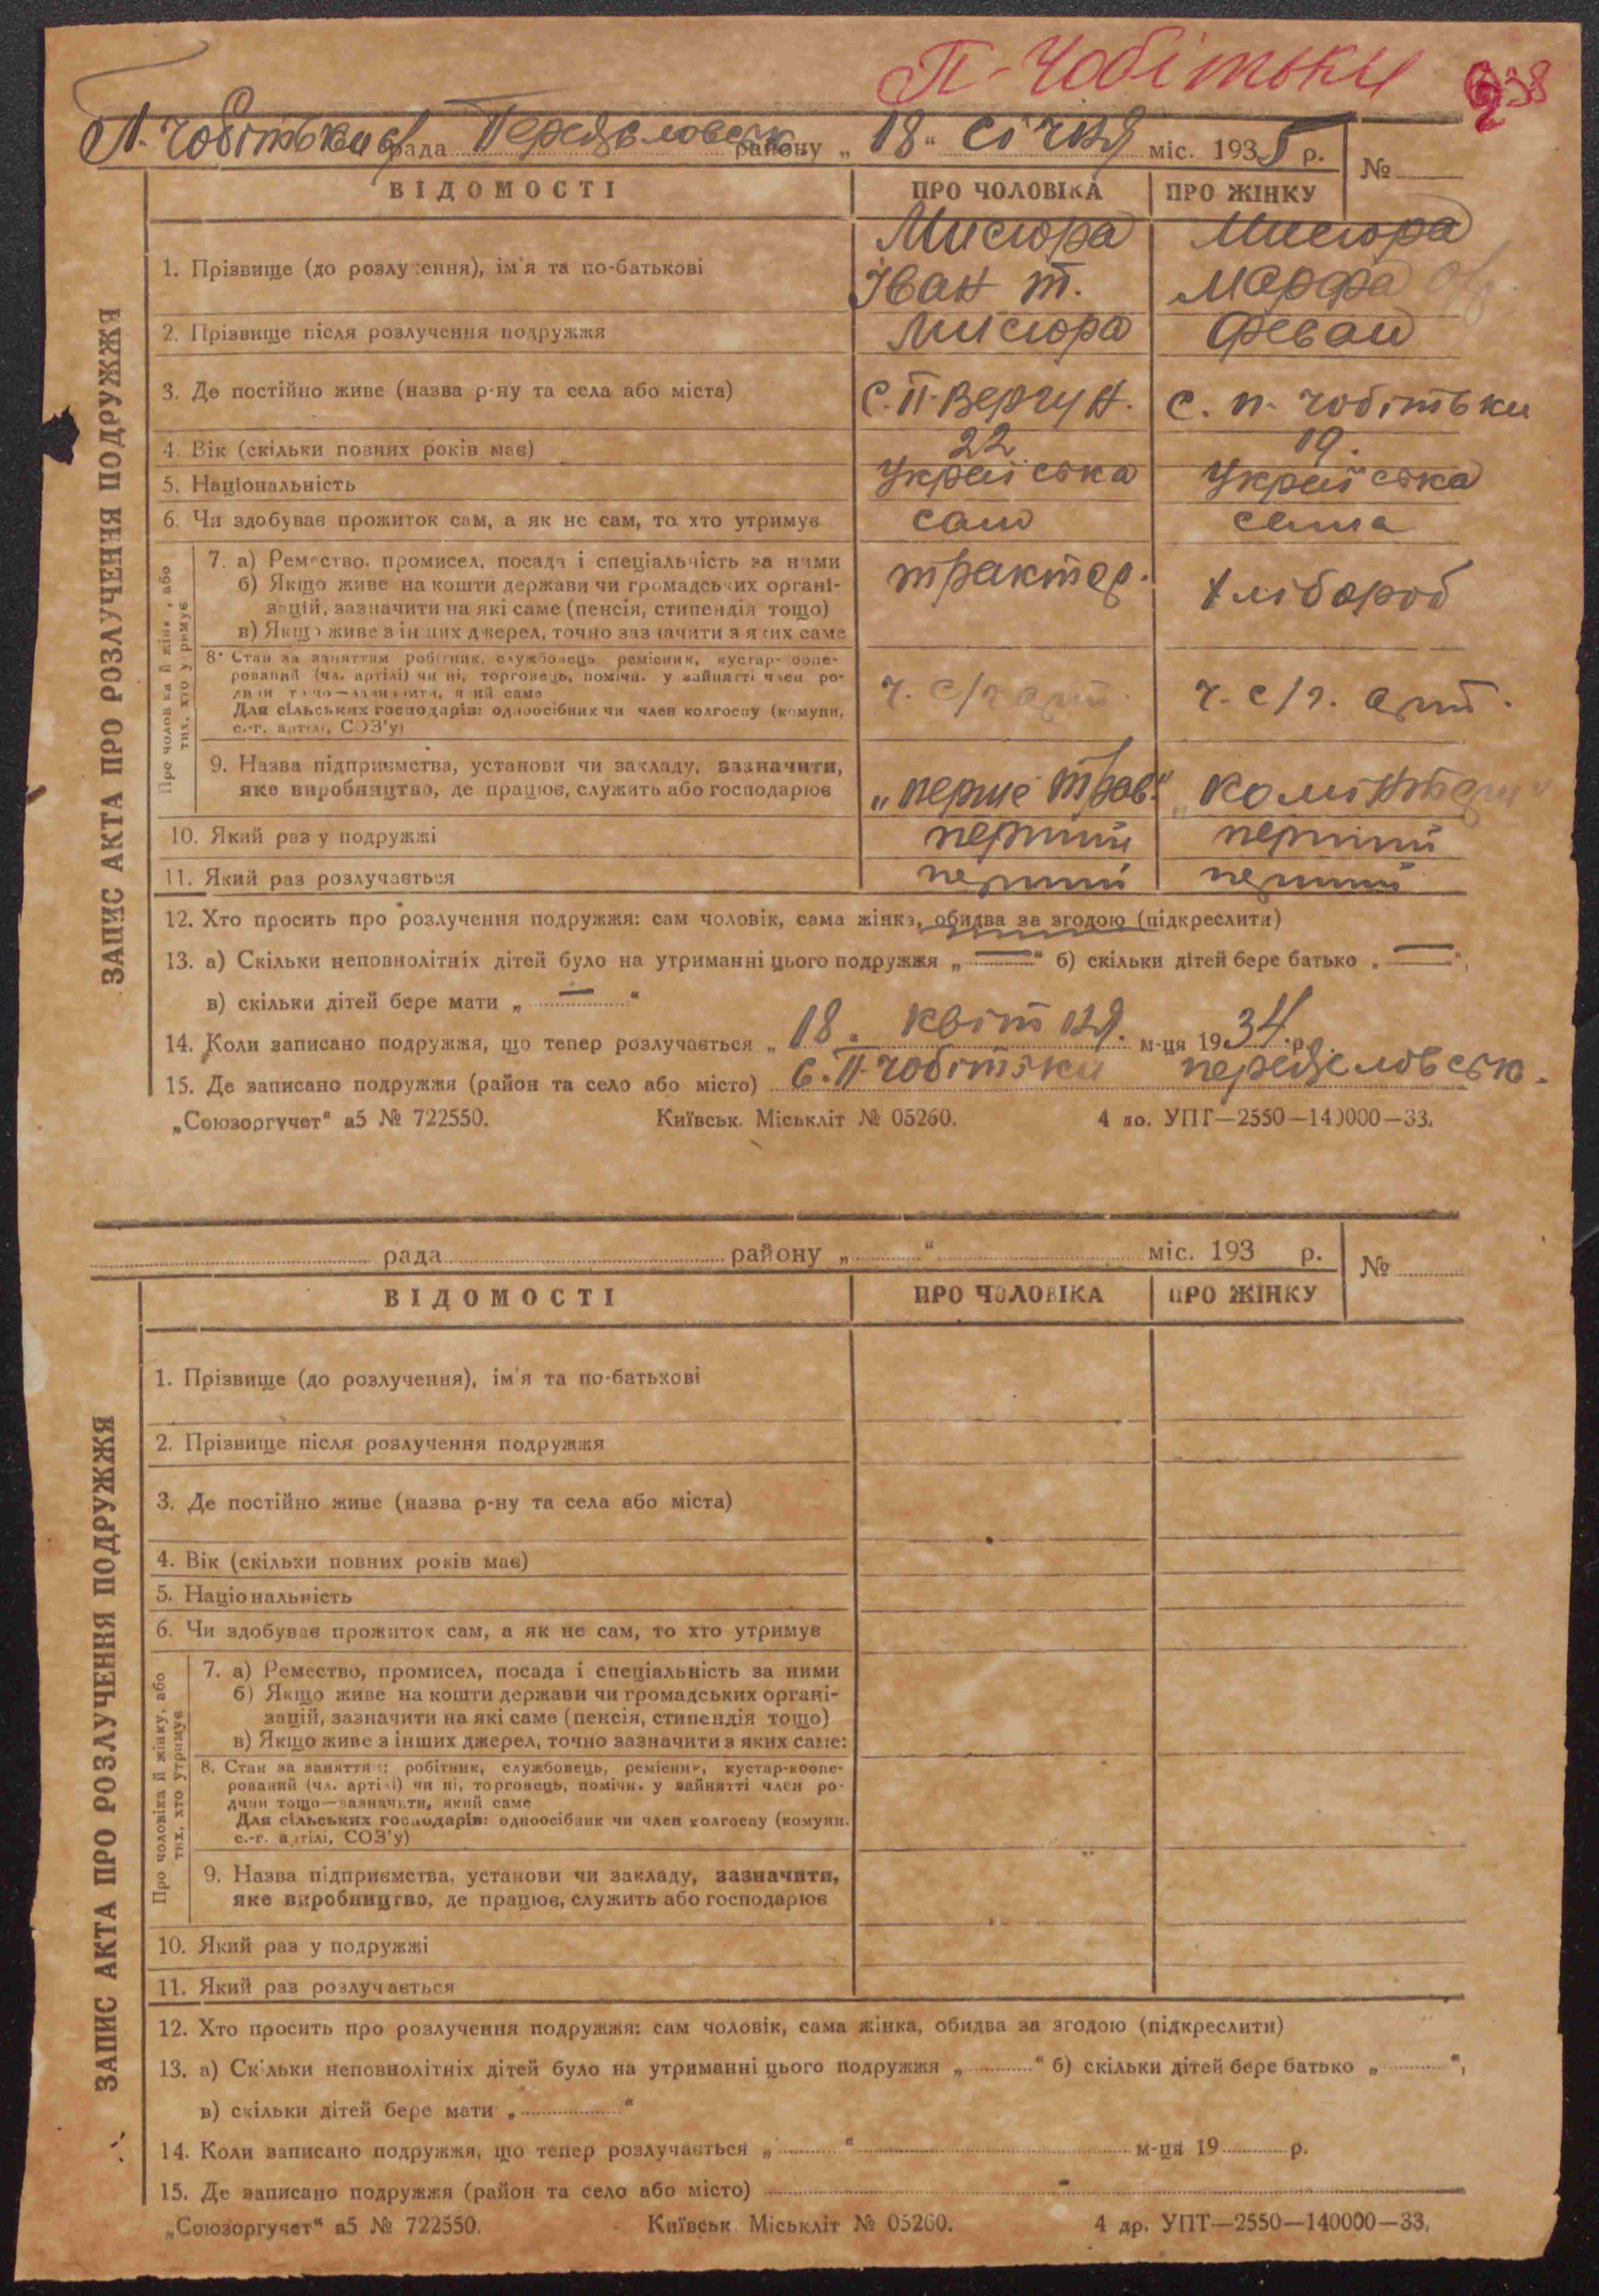 П-Чобітьки
П. Чобітьки рада Переяславськ. району „ 18 “ січня міс. 1935 р. №
ВІДОМОСТІ ПРО ЧОЛОВІКА ПРО ЖІНКУ
1. Прізвище (до розлучення), ім'я та по-батькові Мисюра Іван т. Мисюра Марфа
2. Прізвище після розлучення подружжя Мисюра
3. Де постійно живе (назва р-ну та села або міста) с. П-Вергун. с. п-чобітьки
4. Вік (скільки повних років має) 22 19.
5. Національність Украйська Украйська
6. Чи здобуває прожиток сам, а як не сам, то хто утримує сам сама
7. а) Ремество, промисел, посада і спеціальність за ними трактор. Хлібороб
б) Якщо живе на кошти держави чи громадських органі-
зацій, зазначити на які саме (пенсія, стипендія тощо)
в) Якщо живе з інших джерел, точно зазначити з яких саме
8. Стан за заняттям робітник, службовець, ремісник, кустар-коопе-
рований (чл. артілі) чи ні, торговець, помічн. у зайнятті член ро-
дини тощо—зазначити, який саме ч. с/г арт. ч. с/г. арт.
Для сільських господарів: одноосібних чи член колгоспу (комуни,
с.-г. артілі, СОЗ'у)
9. Назва підприємства, установи чи закладу, зазначити,
яке виробництво, де працює, служить або господарює „перше трав.“ „Комінтерн“
10. Який раз у подружжі перший перший
11. Який раз розлучається перший перший
12. Хто просить про розлучення подружжя: сам чоловік, сама жінка, обидва за згодою (підкреслити)
13. а) Скільки неповнолітніх дітей було на утриманні цього подружжя „ — “ б) скільки дітей бере батько „ — “,
в) скільки дітей бере мати „ — “
14. Коли записано подружжя, що тепер розлучається „ 18. квітня. м-ця 1934 р.
15. Де записано подружжя (район та село або місто) с. П-чобітьки переяславськ.
„Союзоргучет“ а5 № 722550. Київськ. Міськліт № 05260. 4 др. УПТ—2550—140000—33.
ЗАПИС АКТА ПРО РОЗЛУЧЕННЯ ПОДРУЖЖЯ
Про чоловіка й жінку, або
тих, хто утримує
рада району „ “ міс. 193 р. №
ВІДОМОСТІ ПРО ЧОЛОВІКА ПРО ЖІНКУ
1. Прізвище (до розлучення), ім'я та по-батькові
2. Прізвище після розлучення подружжя
3. Де постійно живе (назва р-ну та села або міста)
4. Вік (скільки повних років має)
5. Національність
6. Чи здобуває прожиток сам, а як не сам, то хто утримує
7. а) Ремество, промисел, посада і спеціальність за ними
б) Якщо живе на кошти держави чи громадських органі-
зацій, зазначити на які саме (пенсія, стипендія тощо)
в) Якщо живе з інших джерел, точно зазначити з яких саме:
8. Стан за заняттям: робітник, службовець, ремісник, кустар-коопе-
рований (чл. артілі) чи ні, торговець, помічн. у зайнятті член ро-
дини тощо—зазначити, який саме
Для сільських господарів: одноосібник чи член колгоспу (комуни.
с.-г. артілі, СОЗ'у)
9. Назва підприємства, установи чи закладу, зазначити,
яке виробництво, де працює, служить або господарює
10. Який раз у подружжі
11. Який раз розлучається
12. Хто просить про розлучення подружжя: сам чоловік, сама жінка, обидва за згодою (підкреслити)
13. а) Скільки неповнолітніх дітей було на утриманні цього подружжя „ “ б) скільки дітей бере батько „ “,
в) скільки дітей бере мати „ “
14. Коли записано подружжя, що тепер розлучається „ “ м-ця 19 р.
15. Де записано подружжя (район та село або місто)
„Союзоргучет“ а5 № 722550. Київськ. Міськліт № 05260. 4 др. УПТ—2550—140000—33.
ЗАПИС АКТА ПРО РОЗЛУЧЕННЯ ПОДРУЖЖЯ
Про чоловіка й жінку, або
тих, хто утримує